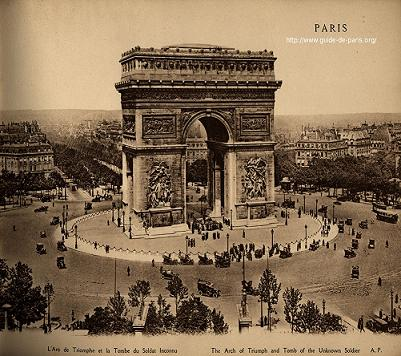 PARIS
http://www.guide-de-paris.org/
L'Arc de Triomphe et la Tombe du Soldat Inconnu The Arch of Triumph and Tomb of the Unknown Soldier A. P.